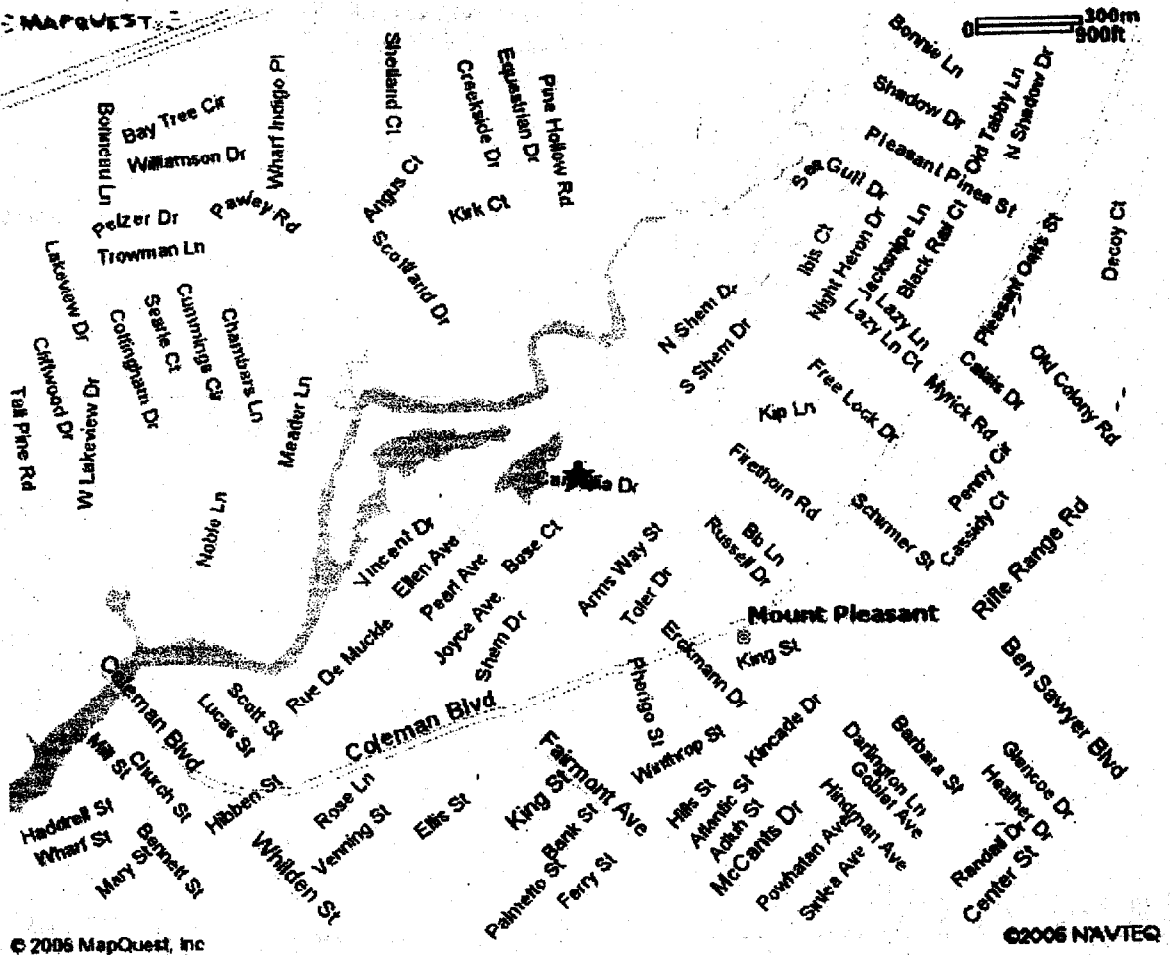 MAPQUEST
0 300m
900ft
Bonnie Ln
Shadow Dr
Old Tabby Ln
N Shadow Dr
Pleasant Pines St
Sea Gull Dr
Shetland Ct
Creekside Dr
Equestrian Dr
Pine Hollow Rd
Wharf Indigo Pl
Bay Tree Cir
Williamson Dr
Pelzer Dr
Pawley Rd
Trowman Ln
Angus Ct
Kirk Ct
Scotland Dr
Ibis Ct
Night Heron Dr
Jacksnipe Ln
Black Rail Ct
Pleasant Oaks St
Decoy Ct
Lakeview Dr
Cliffwood Dr
Tall Pine Rd
W Lakeview Dr
Cottingham Dr
Searle Ct
Cummings Cir
Chambers Ln
Meader Ln
N Shem Dr
S Shem Dr
Lazy Ln
Lazy Ln Ct
Calais Dr
Old Colony Rd
Free Lock Dr
Myrick Rd
Kip Ln
Penny Cir
Cassidy Ct
Firethorn Rd
Schirmer St
Rifle Range Rd
Noble Ln
Dr
Vincent Dr
Ellen Ave
Pearl Ave
Bose Ct
Joyce Ave
Shem Dr
Arms Way St
Toler Dr
Russell Dr
Bb Ln
Mount Pleasant
King St
Erckmann Dr
Pherigo St
Ben Sawyer Blvd
Rue De Muckle
Scott St
Lucas St
Coleman Blvd
Coleman Blvd
Mill St
Church St
Haddrell St
Wharf St
Mary St
Bennett St
Hibben St
Whilden St
Rose Ln
Venning St
Ellis St
King St
Fairmont Ave
Bank St
Palmetto St
Ferry St
Winthrop St
Kincade Dr
Hills St
Atlantic St
Adluh St
McCants Dr
Powhatan Ave
Simca Ave
Hindman Ave
Goblet Ave
Darlington Ln
Barbara St
Glencoe Dr
Heather Dr
Randall Dr
Center St
© 2006 MapQuest, Inc
©2006 NAVTEQ